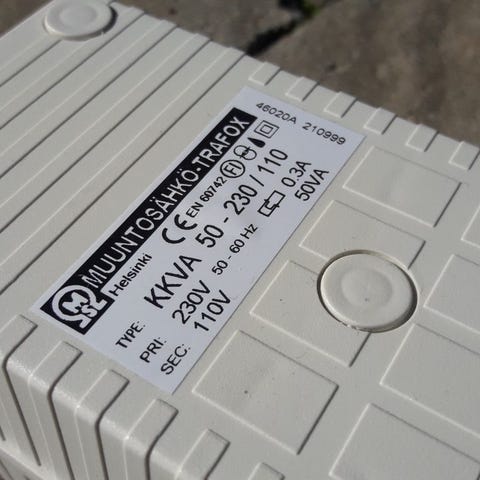 46020A 210999
MUUNTOSÄHKÖ-TRAFOX
Helsinki CE EN 60742 FI
TYPE: KKVA 50 - 230 / 110
PRI: 230V 50 - 60 Hz 0.3A
SEC: 110V 50VA